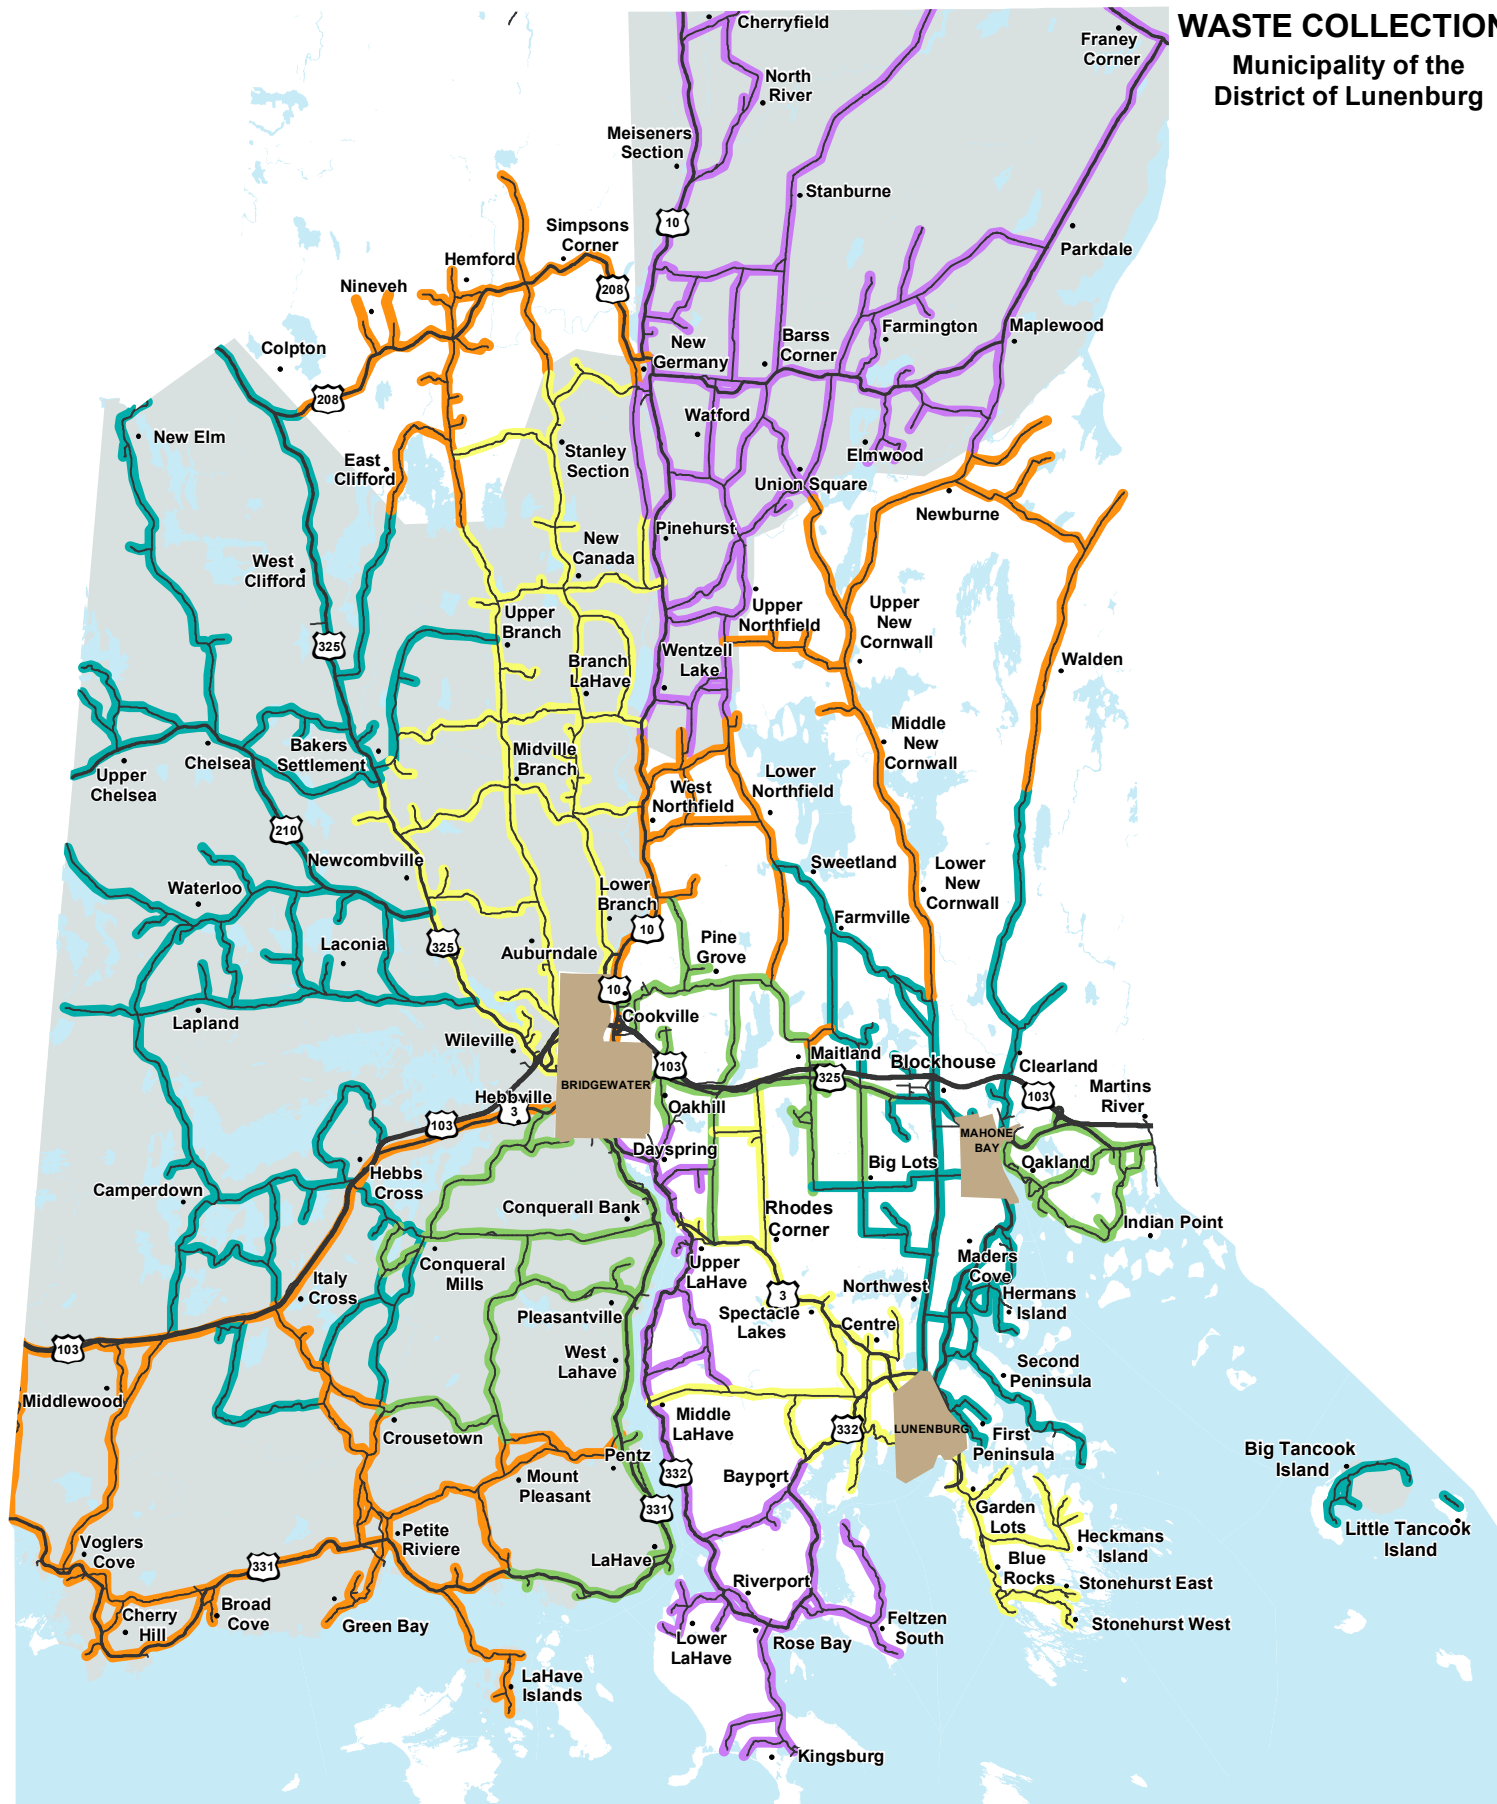 WASTE COLLECTION
Municipality of the
District of Lunenburg
Cherryfield
Franey
Corner
North
River
Meiseners
Section
Stanburne
10
Parkdale
Simpsons
Corner
Hemford
208
Nineveh
Colpton
208
New
Germany
Barss
Corner
Farmington
Maplewood
Watford
New Elm
East
Clifford
Stanley
Section
Elmwood
Union Square
Newburne
Pinehurst
New
Canada
West
Clifford
Upper
Branch
Upper
Northfield
Upper
New
Cornwall
325
Branch
LaHave
Wentzell
Lake
Walden
Bakers
Settlement
Chelsea
Upper
Chelsea
Midville
Branch
Middle
New
Cornwall
West
Northfield
Lower
Northfield
210
Newcombville
Waterloo
Sweetland
Lower
New
Cornwall
Lower
Branch
Farmville
10
325
Laconia
Auburndale
Pine
Grove
10
Lapland
Cookville
Wileville
103
Maitland
325
Blockhouse
Clearland
103
Martins
River
BRIDGEWATER
Hebbville
3
103
Oakhill
Dayspring
MAHONE
BAY
Oakland
Big Lots
Hebbs
Cross
Camperdown
Conquerall Bank
Rhodes
Corner
Indian Point
Conqueral
Mills
Upper
LaHave
Maders
Cove
Italy
Cross
Pleasantville
3
Spectacle
Lakes
Northwest
Centre
Hermans
Island
103
West
Lahave
Second
Peninsula
Middlewood
Crousetown
Middle
LaHave
332
LUNENBURG
First
Peninsula
Pentz
Mount
Pleasant
332
Bayport
Big Tancook
Island
331
Garden
Lots
Little Tancook
Island
Voglers
Cove
331
Petite
Riviere
LaHave
Heckmans
Island
Blue
Rocks
Stonehurst East
Riverport
Cherry
Hill
Broad
Cove
Green Bay
Lower
LaHave
Rose Bay
Feltzen
South
Stonehurst West
LaHave
Islands
Kingsburg